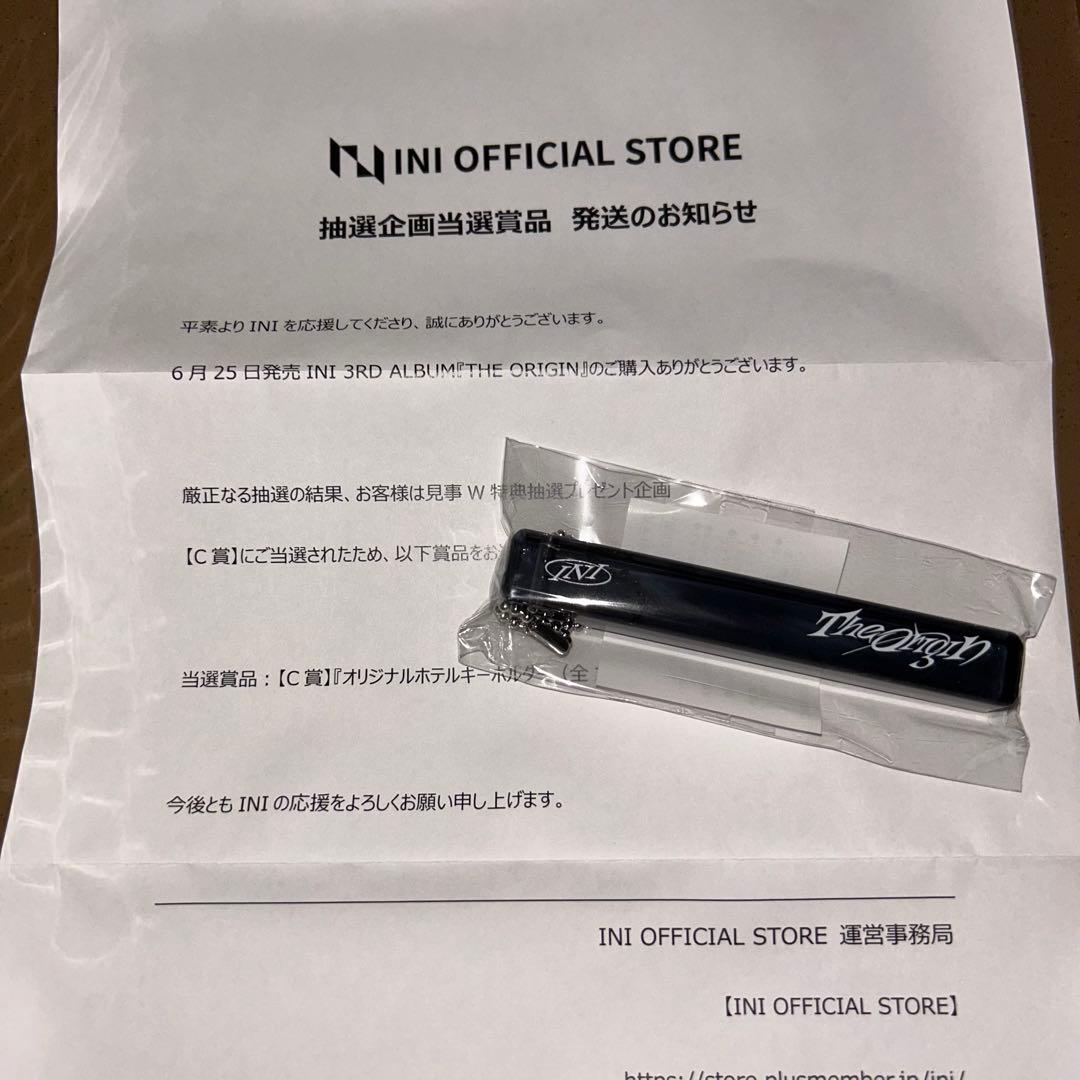 INI OFFICIAL STORE
抽選企画当選賞品 発送のお知らせ
平素より INI を応援してくださり、誠にありがとうございます。
6 月 25 日発売 INI 3RD ALBUM『THE ORIGIN』のご購入ありがとうございます。
厳正なる抽選の結果、お客様は見事 W 特典抽選プレゼント企画
【C 賞】にご当選されたため、以下賞品をお
INI
The Origin
当選賞品：【C 賞】『オリジナルホテルキーホルダー （全
今後とも INI の応援をよろしくお願い申し上げます。
INI OFFICIAL STORE 運営事務局
【INI OFFICIAL STORE】
https://store.plusmember.jp/ini/